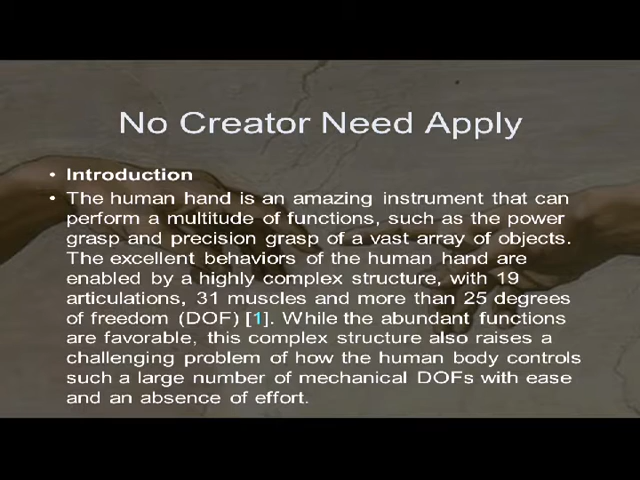 No Creator Need Apply
• Introduction
• The human hand is an amazing instrument that can
perform a multitude of functions, such as the power
grasp and precision grasp of a vast array of objects.
The excellent behaviors of the human hand are
enabled by a highly complex structure, with 19
articulations, 31 muscles and more than 25 degrees
of freedom (DOF) [1]. While the abundant functions
are favorable, this complex structure also raises a
challenging problem of how the human body controls
such a large number of mechanical DOFs with ease
and an absence of effort.